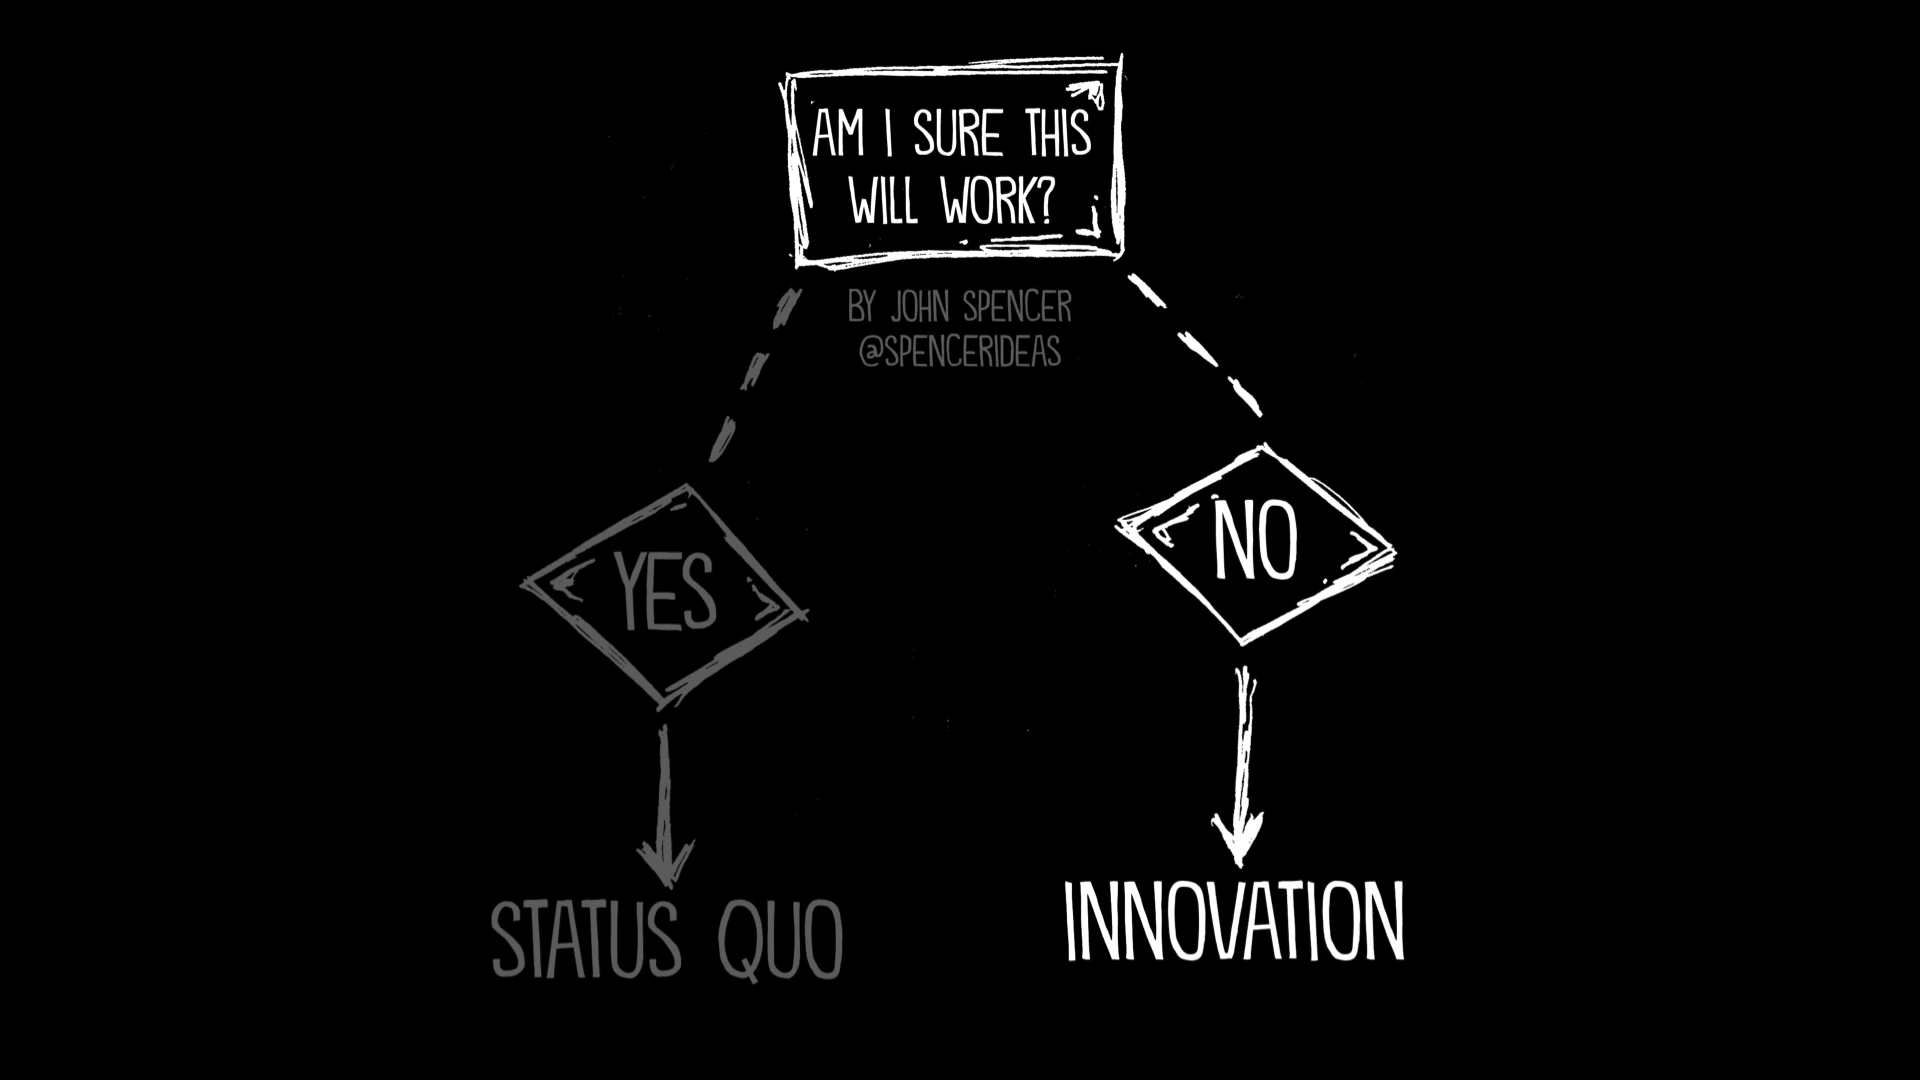 AM I SURE THIS
WILL WORK?
BY JOHN SPENCER
@SPENCERIDEAS
YES
NO
STATUS QUO
INNOVATION